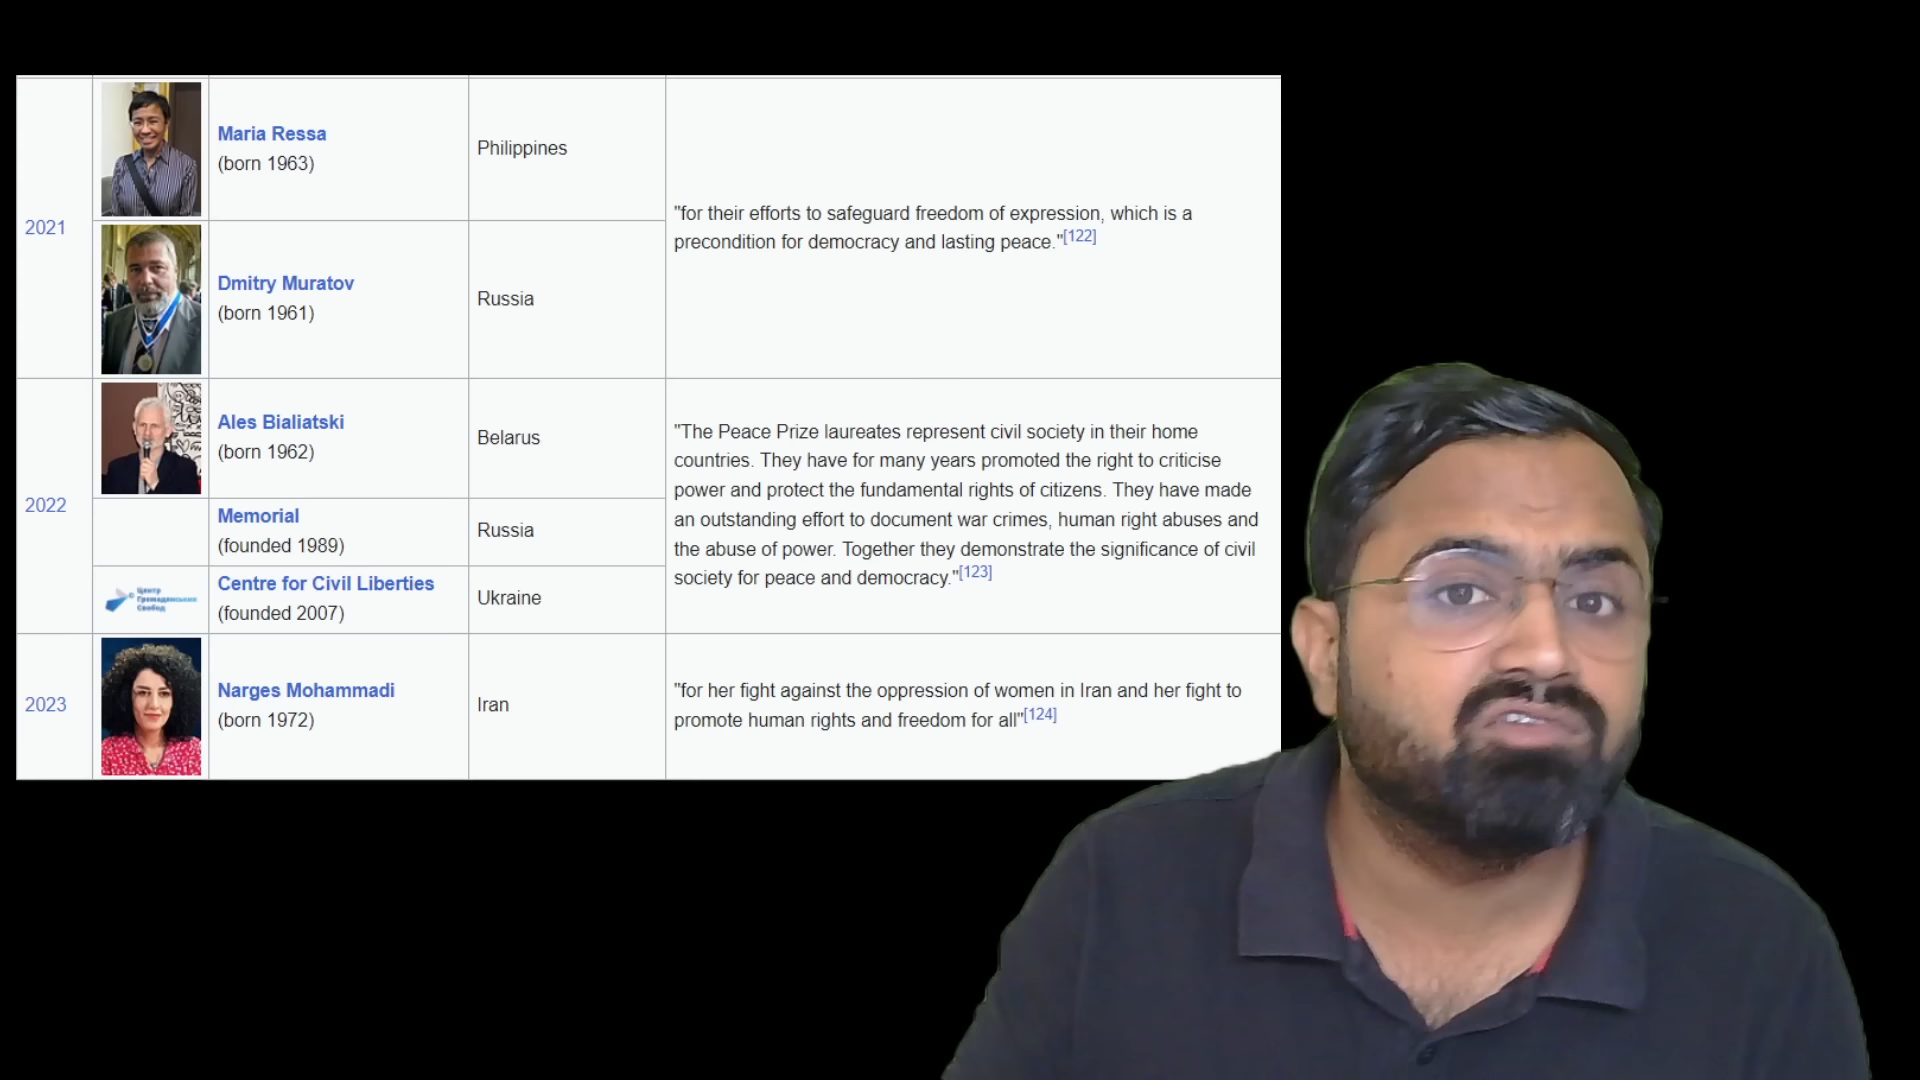 2021
Maria Ressa
(born 1963)
Philippines
"for their efforts to safeguard freedom of expression, which is a
precondition for democracy and lasting peace."[122]
Dmitry Muratov
(born 1961)
Russia
2022
Ales Bialiatski
(born 1962)
Belarus
"The Peace Prize laureates represent civil society in their home
countries. They have for many years promoted the right to criticise
power and protect the fundamental rights of citizens. They have made
an outstanding effort to document war crimes, human right abuses and
the abuse of power. Together they demonstrate the significance of civil
society for peace and democracy."[123]
Memorial
(founded 1989)
Russia
Центр
Громадянських
Свобод
Centre for Civil Liberties
(founded 2007)
Ukraine
2023
Narges Mohammadi
(born 1972)
Iran
"for her fight against the oppression of women in Iran and her fight to
promote human rights and freedom for all"[124]